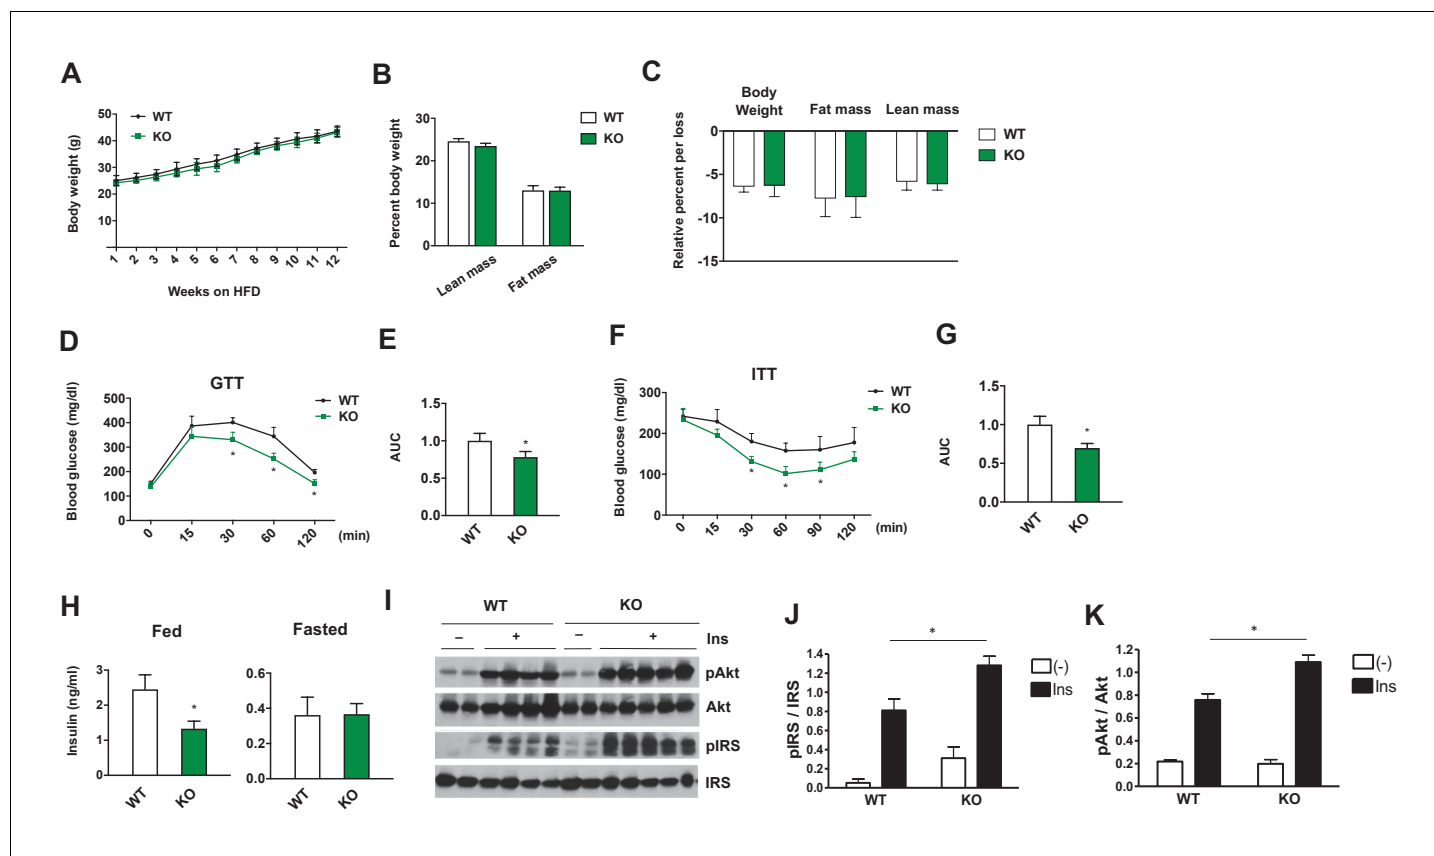 A
WT
KO
Body weight (g)
50
40
30
20
10
1 2 3 4 5 6 7 8 9 10 11 12
Weeks on HFD
B
WT
KO
Percent body weight
30
20
10
0
Lean mass
Fat mass
C
Body Weight
Fat mass
Lean mass
WT
KO
Relative percent per loss
0
-5
-10
-15
D
GTT
WT
KO
Blood glucose (mg/dl)
500
400
300
200
100
0
* * *
0 15 30 60 120 (min)
E
AUC
1.5
1.0
0.5
0.0
*
WT KO
F
ITT
WT
KO
Blood glucose (mg/dl)
300
200
100
0
* * *
0 15 30 60 90 120 (min)
G
AUC
1.5
1.0
0.5
0.0
*
WT KO
H
Fed
Insulin (ng/ml)
3
2
1
0
*
WT KO
Fasted
0.6
0.4
0.2
0.0
WT KO
I
WT KO
– + – + Ins
pAkt
Akt
pIRS
IRS
J
*
pIRS / IRS
1.4
1.2
1.0
0.8
0.6
0.4
0.2
0.0
WT KO
(-)
Ins
K
*
pAkt / Akt
1.2
1.0
0.8
0.6
0.4
0.2
0.0
WT KO
(-)
Ins